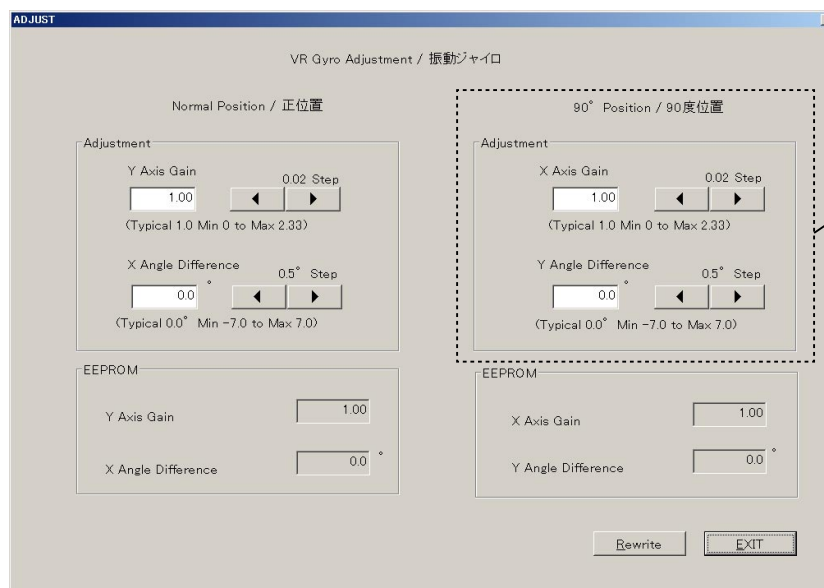 ADJUST
VR Gyro Adjustment / 振動ジャイロ
Normal Position / 正位置
Adjustment
Y Axis Gain
0.02 Step
1.00
(Typical 1.0 Min 0 to Max 2.33)
X Angle Difference
0.5° Step
0.0 °
(Typical 0.0° Min -7.0 to Max 7.0)
EEPROM
Y Axis Gain 1.00
X Angle Difference 0.0 °
90° Position / 90度位置
Adjustment
X Axis Gain
0.02 Step
1.00
(Typical 1.0 Min 0 to Max 2.33)
Y Angle Difference
0.5° Step
0.0 °
(Typical 0.0° Min -7.0 to Max 7.0)
EEPROM
X Axis Gain 1.00
Y Angle Difference 0.0 °
Rewrite EXIT